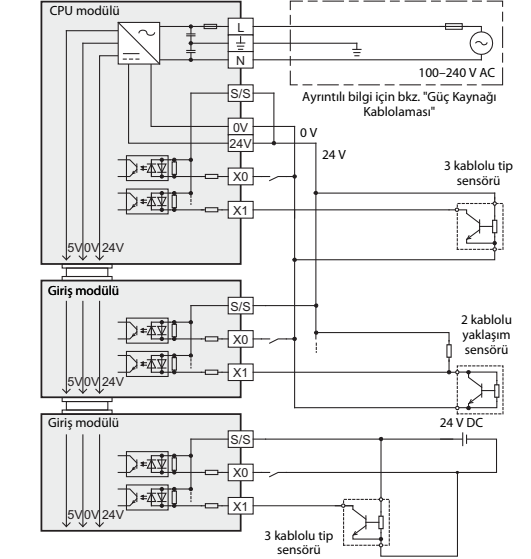 CPU modülü
L
N
100–240 V AC
Ayrıntılı bilgi için bkz. "Güç Kaynağı
Kablolaması"
S/S
0V
0 V
24V
24 V
X0
X1
3 kablolu tip
sensörü
5V 0V 24V
Giriş modülü
S/S
X0
X1
2 kablolu
yaklaşım
sensörü
5V 0V 24V
Giriş modülü
24 V DC
S/S
X0
X1
5V 0V 24V
3 kablolu tip
sensörü